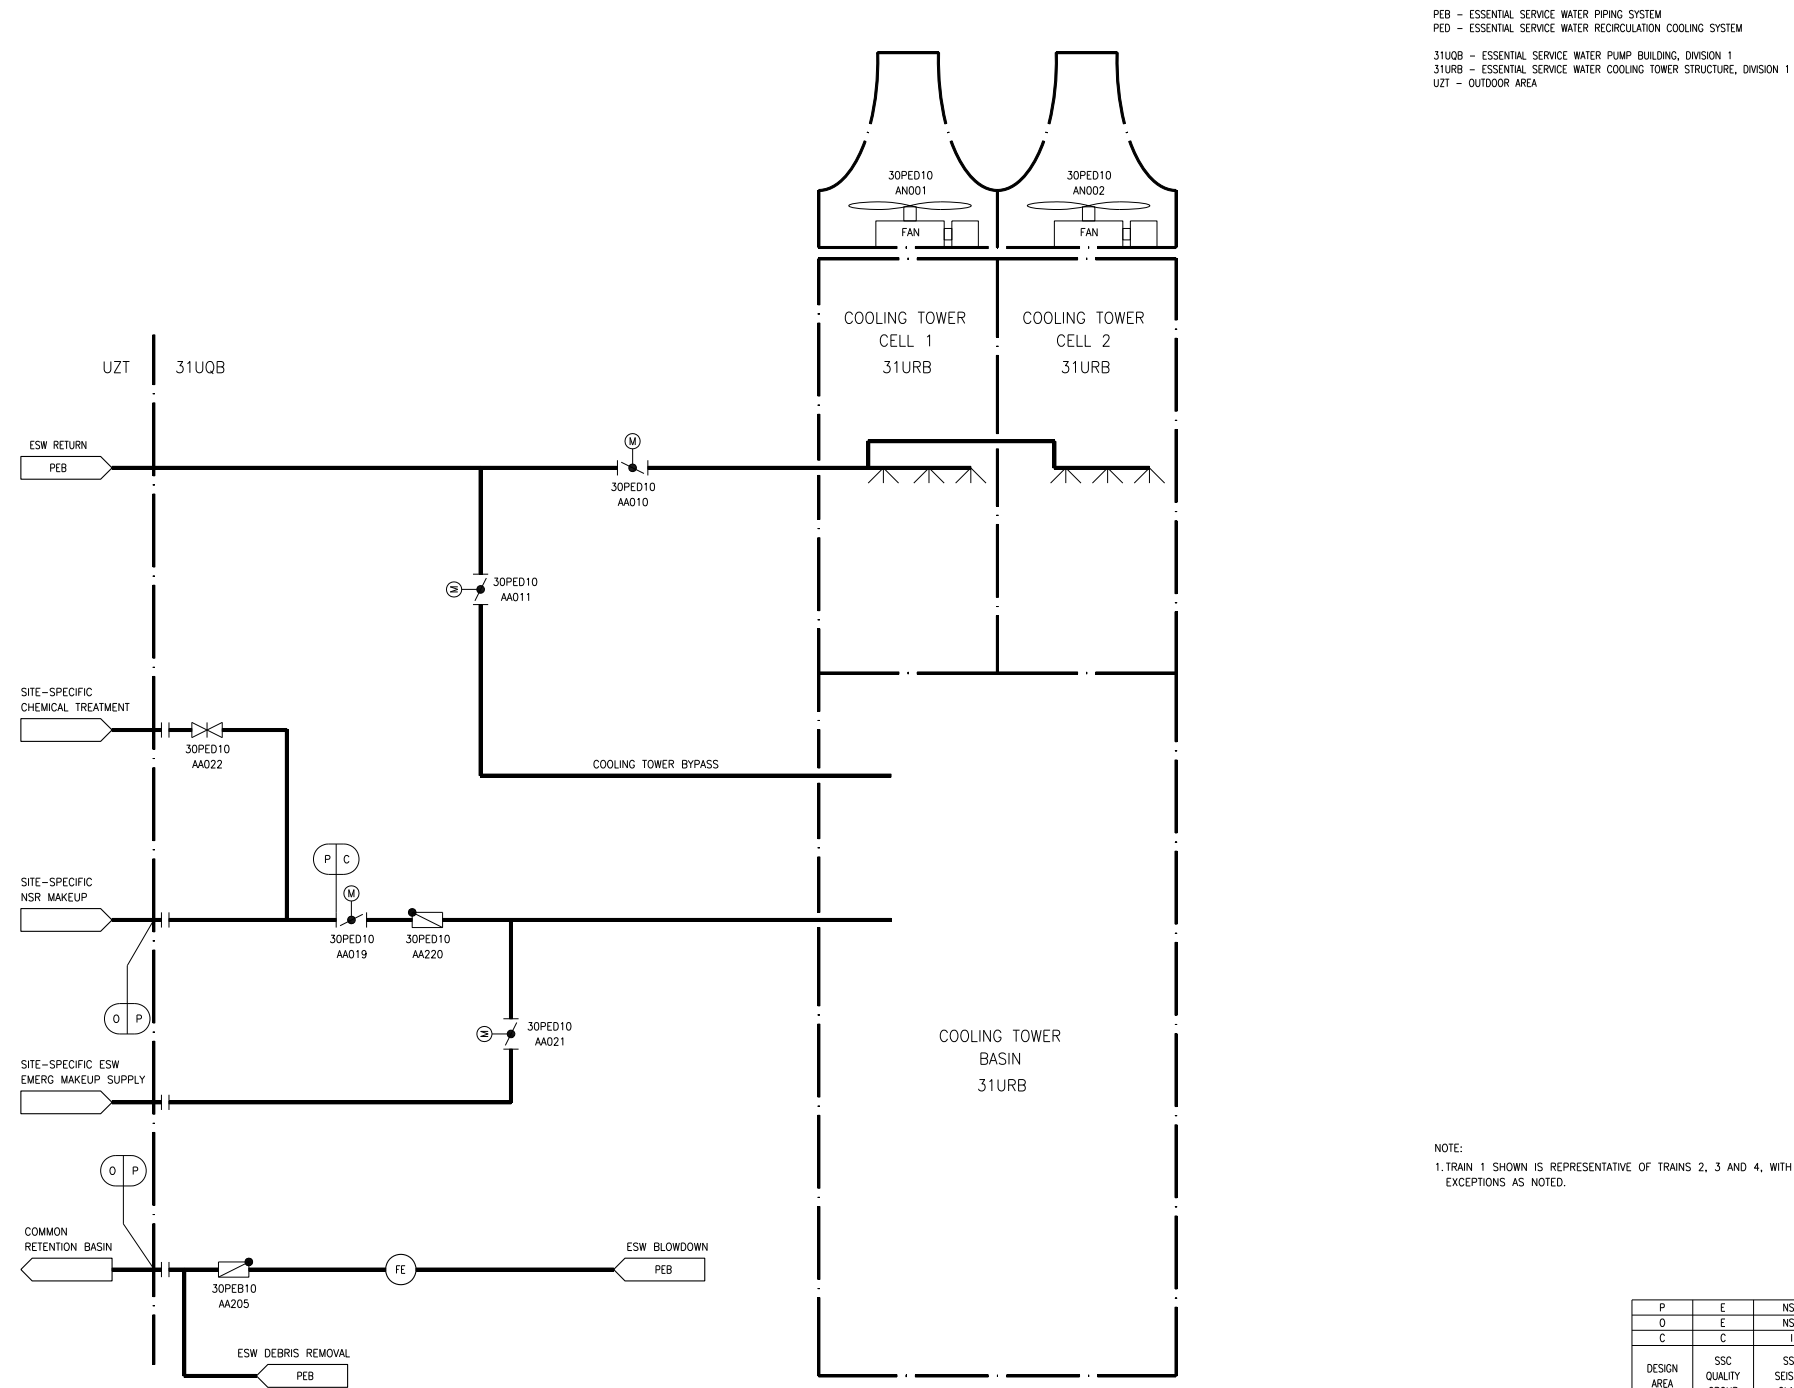 PEB – ESSENTIAL SERVICE WATER PIPING SYSTEM
PED – ESSENTIAL SERVICE WATER RECIRCULATION COOLING SYSTEM
31UQB – ESSENTIAL SERVICE WATER PUMP BUILDING, DIVISION 1
31URB – ESSENTIAL SERVICE WATER COOLING TOWER STRUCTURE, DIVISION 1
UZT – OUTDOOR AREA
30PED10
AN001
FAN
30PED10
AN002
FAN
COOLING TOWER
CELL 1
31URB
COOLING TOWER
CELL 2
31URB
UZT
31UQB
ESW RETURN
PEB
M
30PED10
AA010
M
30PED10
AA011
SITE–SPECIFIC
CHEMICAL TREATMENT
30PED10
AA022
COOLING TOWER BYPASS
P C
SITE–SPECIFIC
NSR MAKEUP
M
30PED10
AA019
30PED10
AA220
O P
M
30PED10
AA021
SITE–SPECIFIC ESW
EMERG MAKEUP SUPPLY
COOLING TOWER
BASIN
31URB
O P
COMMON
RETENTION BASIN
30PEB10
AA205
FE
ESW BLOWDOWN
PEB
ESW DEBRIS REMOVAL
PEB
NOTE:
1. TRAIN 1 SHOWN IS REPRESENTATIVE OF TRAINS 2, 3 AND 4, WITH
EXCEPTIONS AS NOTED.
P E
O E
C C I
DESIGN
AREA
SSC
QUALITY